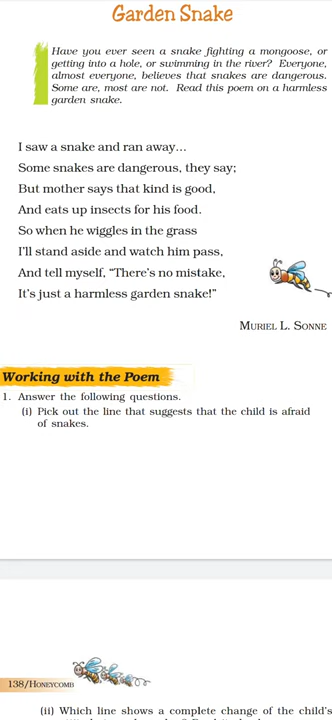 Garden Snake
Have you ever seen a snake fighting a mongoose, or
getting into a hole, or swimming in the river? Everyone,
almost everyone, believes that snakes are dangerous.
Some are, most are not. Read this poem on a harmless
garden snake.
I saw a snake and ran away…
Some snakes are dangerous, they say;
But mother says that kind is good,
And eats up insects for his food.
So when he wiggles in the grass
I'll stand aside and watch him pass,
And tell myself, “There's no mistake,
It's just a harmless garden snake!”
MURIEL L. SONNE
Working with the Poem
1. Answer the following questions.
(i) Pick out the line that suggests that the child is afraid
of snakes.
138/HONEYCOMB
(ii) Which line shows a complete change of the child's